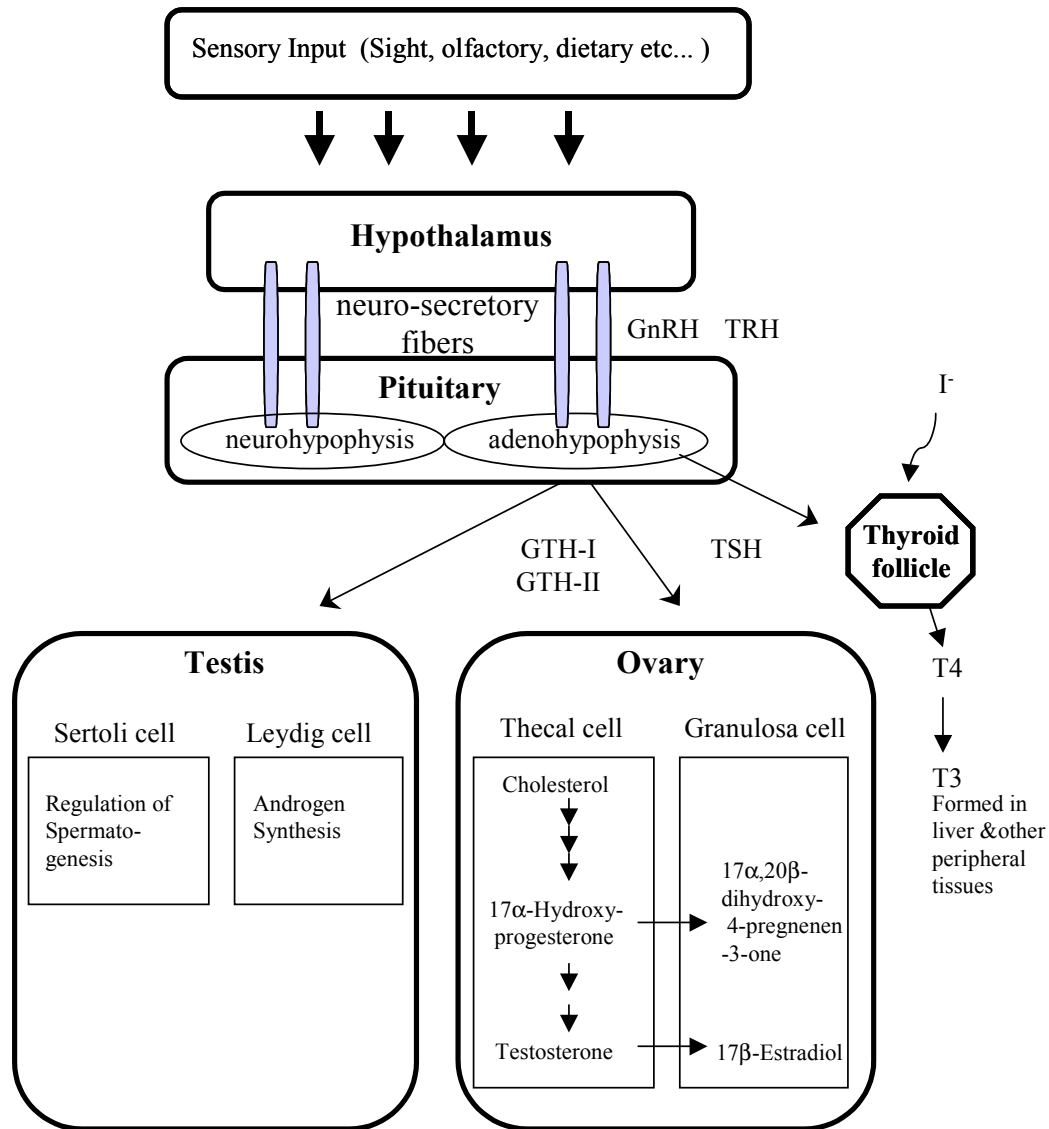 Sensory Input (Sight, olfactory, dietary etc... )
Hypothalamus
neuro-secretory
fibers
GnRH TRH
Pituitary
neurohypophysis
adenohypophysis
I-
Thyroid
follicle
GTH-I
GTH-II
TSH
T4
T3
Formed in
liver &other
peripheral
tissues
Testis
Sertoli cell
Leydig cell
Regulation of
Spermato-
genesis
Androgen
Synthesis
Ovary
Thecal cell
Granulosa cell
Cholesterol
17α-Hydroxy-
progesterone
Testosterone
17α,20β-
dihydroxy-
4-pregnenen
-3-one
17β-Estradiol